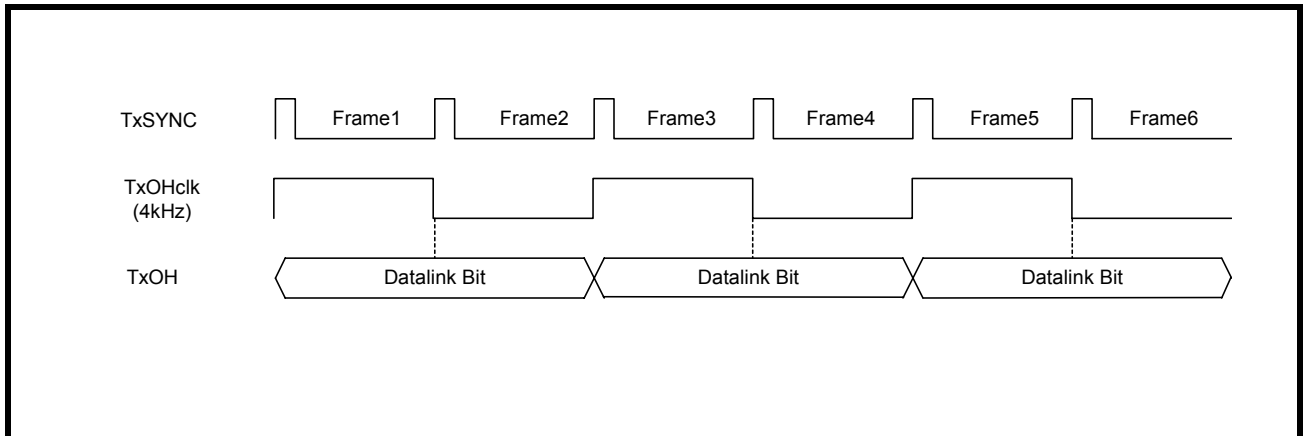 TxSYNC Frame1 Frame2 Frame3 Frame4 Frame5 Frame6
TxOHclk
(4kHz)
TxOH Datalink Bit Datalink Bit Datalink Bit